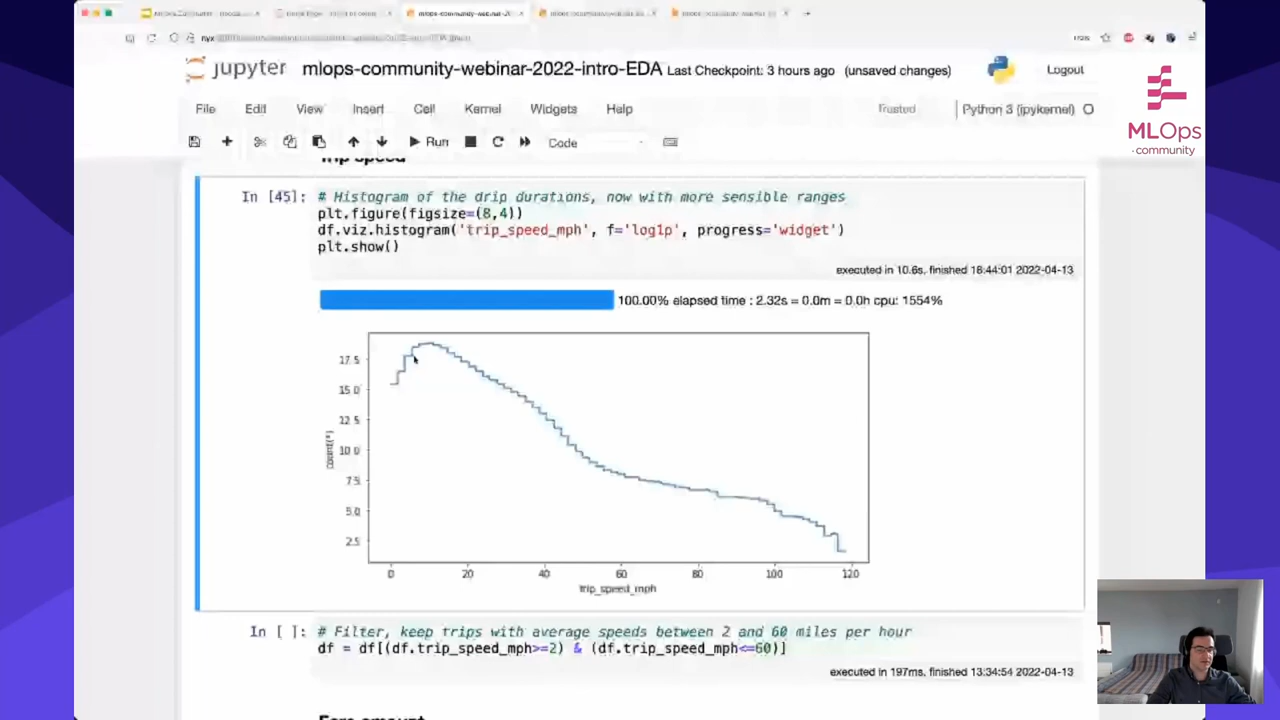 jupyter mlops-community-webinar-2022-intro-EDA Last Checkpoint: 3 hours ago (unsaved changes) Logout
File Edit View Insert Cell Kernel Widgets Help Trusted Python 3 (ipykernel)
Run Code
MLOps
community
Trip speed
In [45]: # Histogram of the drip durations, now with more sensible ranges
plt.figure(figsize=(8,4))
df.viz.histogram('trip_speed_mph', f='log1p', progress='widget')
plt.show()
executed in 10.6s, finished 18:44:01 2022-04-13
100.00% elapsed time : 2.32s = 0.0m = 0.0h cpu: 1554%
17.5
15.0
12.5
10.0
7.5
5.0
2.5
count(*)
0 20 40 60 80 100 120
trip_speed_mph
In [ ]: # Filter, keep trips with average speeds between 2 and 60 miles per hour
df = df[(df.trip_speed_mph>=2) & (df.trip_speed_mph<=60)]
executed in 197ms, finished 13:34:54 2022-04-13
Fare amount